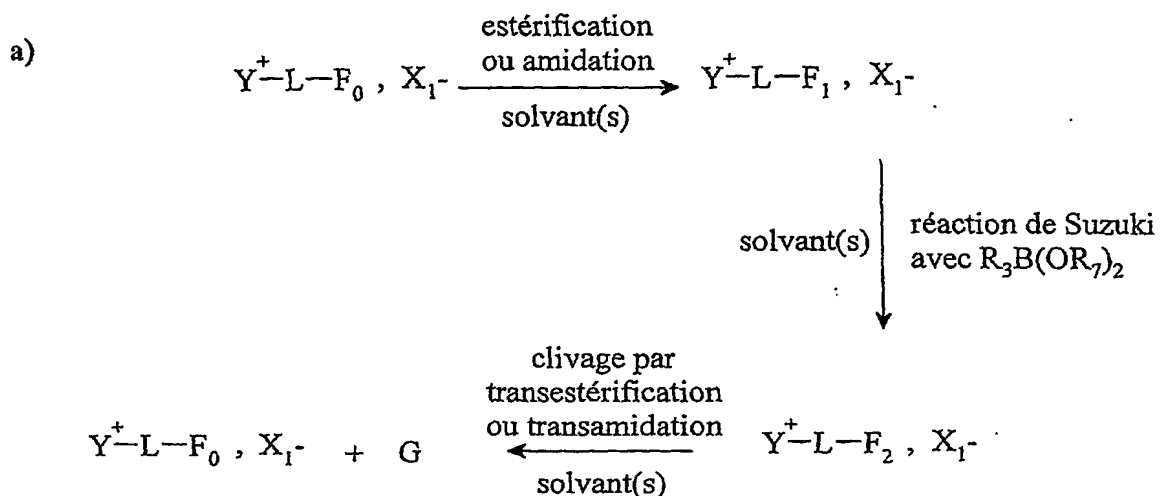 a)
estérification
ou amidation
Y⁺—L—F₀ , X₁- solvant(s) Y⁺—L—F₁ , X₁-
solvant(s)
réaction de Suzuki
avec R₃B(OR₇)₂
clivage par
transestérification
ou transamidation
Y⁺—L—F₀ , X₁- + G solvant(s) Y⁺—L—F₂ , X₁-